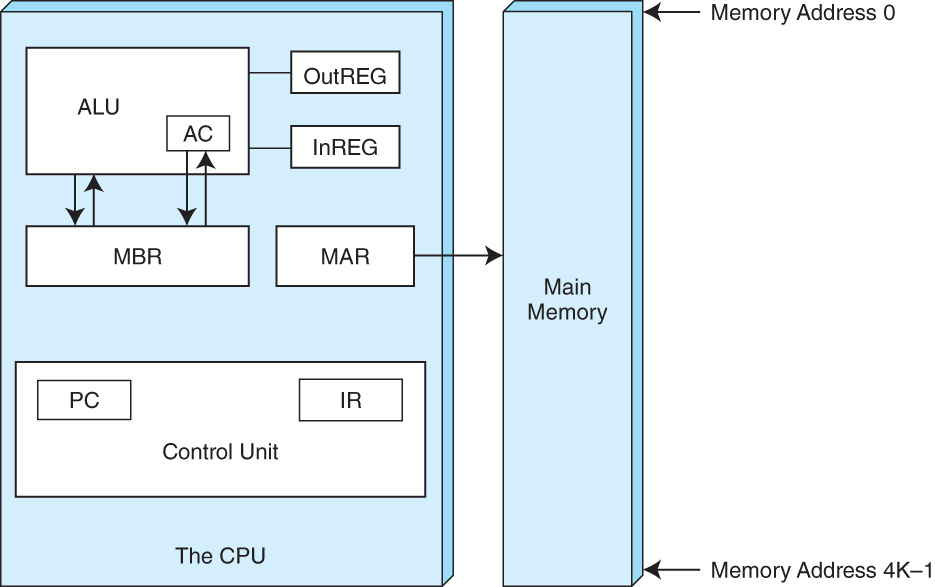 Memory Address 0
OutREG
ALU
AC
InREG
MBR
MAR
Main
Memory
PC
IR
Control Unit
The CPU
Memory Address 4K–1